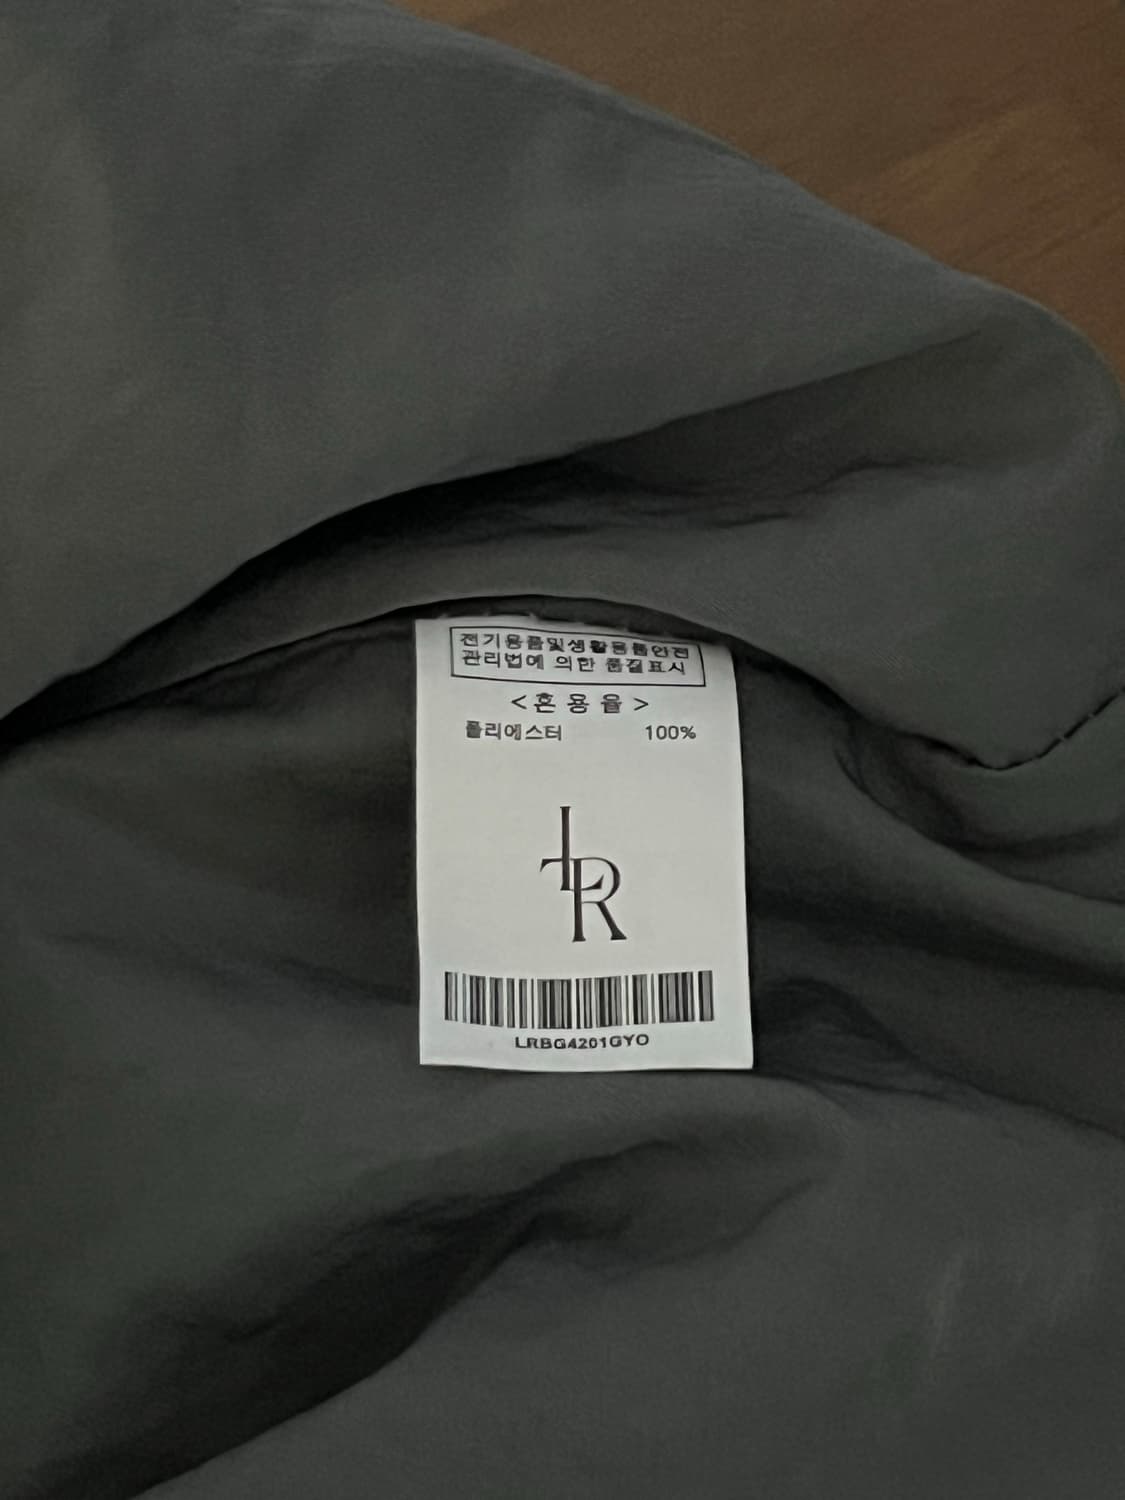 전기용품및생활용품안전
관리법에 의한 품질표시
<혼 용 율>
폴리에스터 100%
LR
LRBG4201GYO